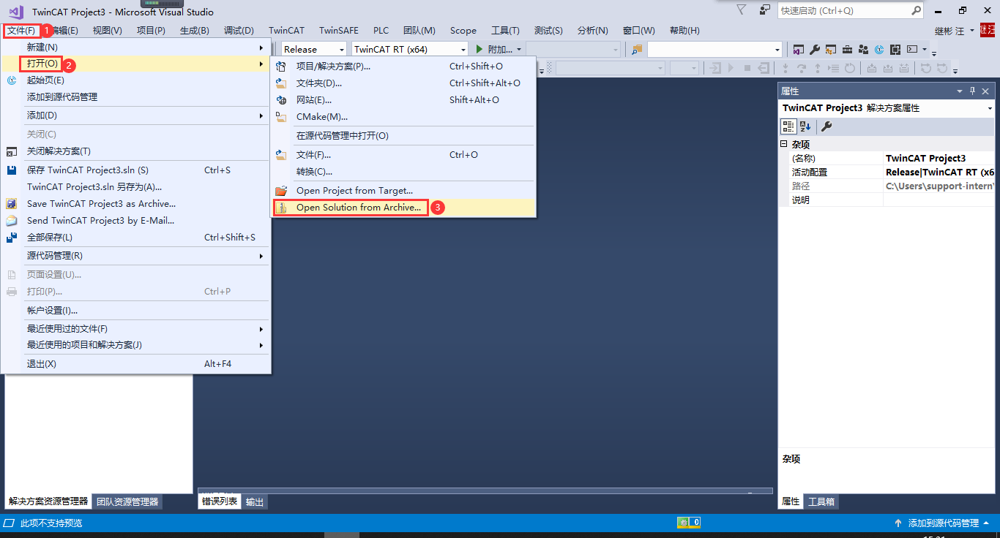 TwinCAT Project3 - Microsoft Visual Studio
快速启动 (Ctrl+Q)
文件(F) 1 编辑(E) 视图(V) 项目(P) 生成(B) 调试(D) TwinCAT TwinSAFE PLC 团队(M) Scope 工具(T) 测试(S) 分析(N) 窗口(W) 帮助(H) 继彬 汪
Release TwinCAT RT (x64) 附加...
新建(N)
打开(O) 2
起始页(E)
添加到源代码管理
添加(D)
关闭(C)
关闭解决方案(T)
保存 TwinCAT Project3.sln (S) Ctrl+S
TwinCAT Project3.sln 另存为(A)...
Save TwinCAT Project3 as Archive...
Send TwinCAT Project3 by E-Mail...
全部保存(L) Ctrl+Shift+S
源代码管理(R)
页面设置(U)...
打印(P)... Ctrl+P
帐户设置(I)...
最近使用过的文件(F)
最近使用的项目和解决方案(J)
退出(X) Alt+F4
项目/解决方案(P)... Ctrl+Shift+O
文件夹(D)... Ctrl+Shift+Alt+O
网站(E)... Shift+Alt+O
CMake(M)...
在源代码管理中打开(O)
文件(F)... Ctrl+O
转换(C)...
Open Project from Target...
Open Solution from Archive... 3
属性
TwinCAT Project3 解决方案属性
杂项
(名称) TwinCAT Project3
活动配置 Release|TwinCAT RT (x6
路径 C:\Users\support-intern\
说明
杂项
解决方案资源管理器 团队资源管理器
错误列表 输出
属性 工具箱
此项不支持预览
0
添加到源代码管理